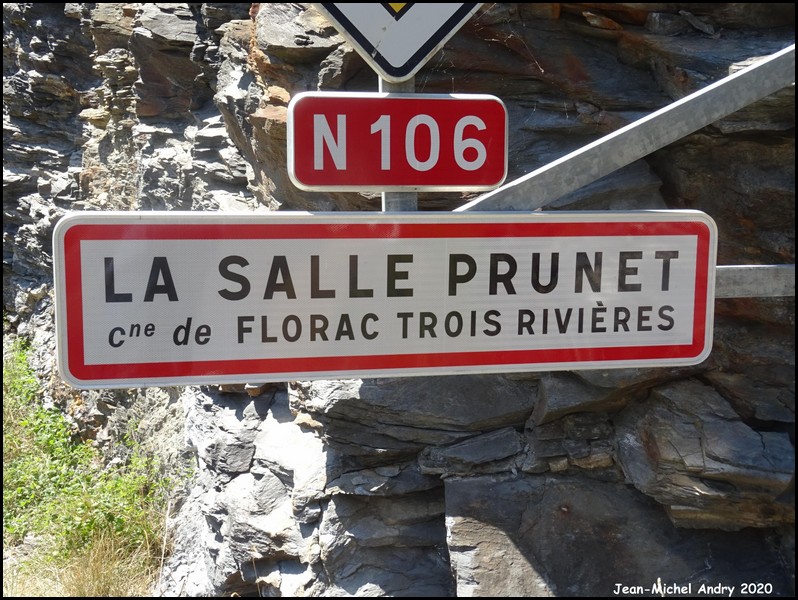 N 106
LA SALLE PRUNET
Cne de FLORAC TROIS RIVIÈRES
Jean-Michel Andry 2020